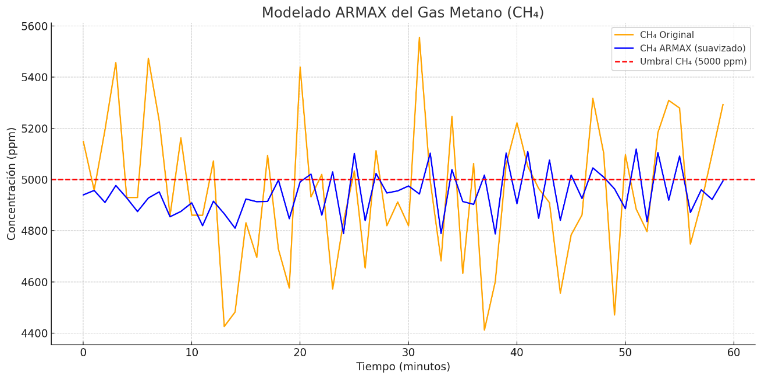 Modelado ARMAX del Gas Metano (CH₄)
CH₄ Original
CH₄ ARMAX (suavizado)
Umbral CH₄ (5000 ppm)
Concentración (ppm)
5600
5400
5200
5000
4800
4600
4400
0 10 20 30 40 50 60
Tiempo (minutos)